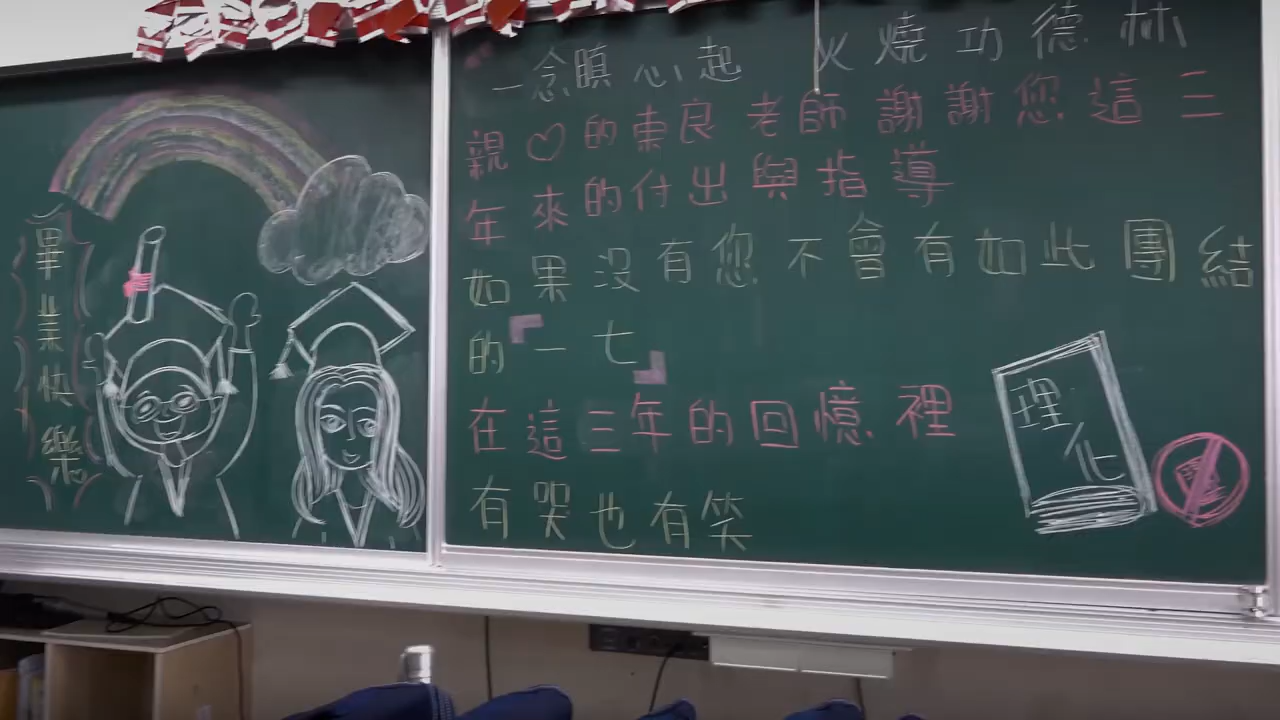 畢業快樂
一念瞋心起 火燒功德林
親♡的東良老師謝謝您這三
年來的付出與指導
如果沒有您不會有如此團結
的「一七」
在這三年的回憶裡
有哭也有笑
理化